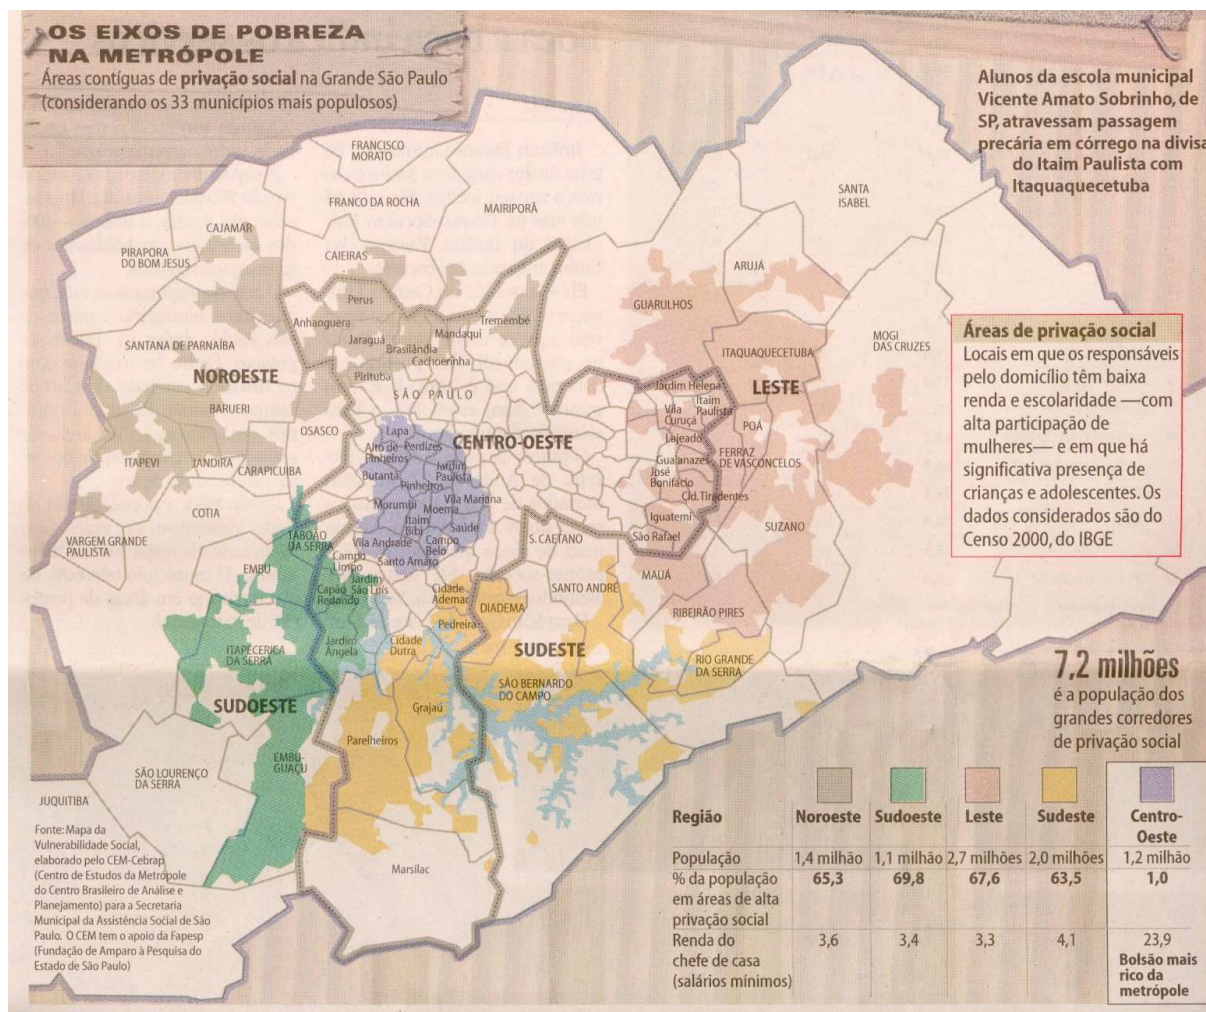 OS EIXOS DE POBREZA
NA METRÓPOLE
Áreas contíguas de privação social na Grande São Paulo
(considerando os 33 municípios mais populosos)
Alunos da escola municipal
Vicente Amato Sobrinho, de
SP, atravessam passagem
precária em córrego na divisa
do Itaim Paulista com
Itaquaquecetuba
FRANCISCO
MORATO
FRANCO DA ROCHA
MAIRIPORÃ
SANTA
ISABEL
CAJAMAR
PIRAPORA
DO BOM JESUS
CAIEIRAS
ARUJÁ
GUARULHOS
Perus
Anhanguera
Tremembé
Mandaqui
Jaraguá
Brasilândia
Cachoerinha
Pirituba
SANTANA DE PARNAÍBA
NOROESTE
MOGI
DAS CRUZES
ITAQUAQUECETUBA
LESTE
SÃO PAULO
BARUERI
OSASCO
Jardim Helena
Itaim
Paulista
Vila
Curuçá
Lajeado
POÁ
CENTRO-OESTE
Lapa
Alto de
Pinheiros
Perdizes
Jardim
Paulista
Butantã
Pinheiros
Morumbi
Vila Mariana
Moema
Itaim
Bibi
Saúde
Vila Andrade
Campo
Belo
Santo Amaro
Guaianazes
José
Bonifácio
FERRAZ
DE VASCONCELOS
Cid. Tiradentes
Iguatemi
São Rafael
SUZANO
ITAPEVI
JANDIRA
CARAPICUIBA
COTIA
VARGEM GRANDE
PAULISTA
TABOÃO
DA SERRA
EMBU
Campo
Limpo
Jardim
São Luís
Capão
Redondo
Jardim
Ângela
S. CAETANO
SANTO ANDRE
MAUÁ
RIBEIRÃO PIRES
Cidade
Ademar
DIADEMA
Pedreira
Cidade
Dutra
SUDESTE
RIO GRANDE
DA SERRA
SÃO BERNARDO
DO CAMPO
ITAPECERICA
DA SERRA
SUDOESTE
Grajaú
Parelheiros
EMBU-
GUAÇU
SÃO LOURENÇO
DA SERRA
JUQUITIBA
Marsilac
Áreas de privação social
Locais em que os responsáveis
pelo domicílio têm baixa
renda e escolaridade —com
alta participação de
mulheres— e em que há
significativa presença de
crianças e adolescentes. Os
dados considerados são do
Censo 2000, do IBGE
7,2 milhões
é a população dos
grandes corredores
de privação social
Fonte: Mapa da
Vulnerabilidade Social,
elaborado pelo CEM-Cebrap
(Centro de Estudos da Metrópole
do Centro Brasileiro de Análise e
Planejamento) para a Secretaria
Municipal da Assistência Social de São
Paulo. O CEM tem o apoio da Fapesp
(Fundação de Amparo à Pesquisa do
Estado de São Paulo)
Região Noroeste Sudoeste Leste Sudeste Centro-
Oeste
População 1,4 milhão 1,1 milhão 2,7 milhões 2,0 milhões 1,2 milhão
% da população 65,3 69,8 67,6 63,5 1,0
em áreas de alta
privação social
Renda do 3,6 3,4 3,3 4,1 23,9
chefe de casa
(salários mínimos)
Bolsão mais
rico da
metrópole